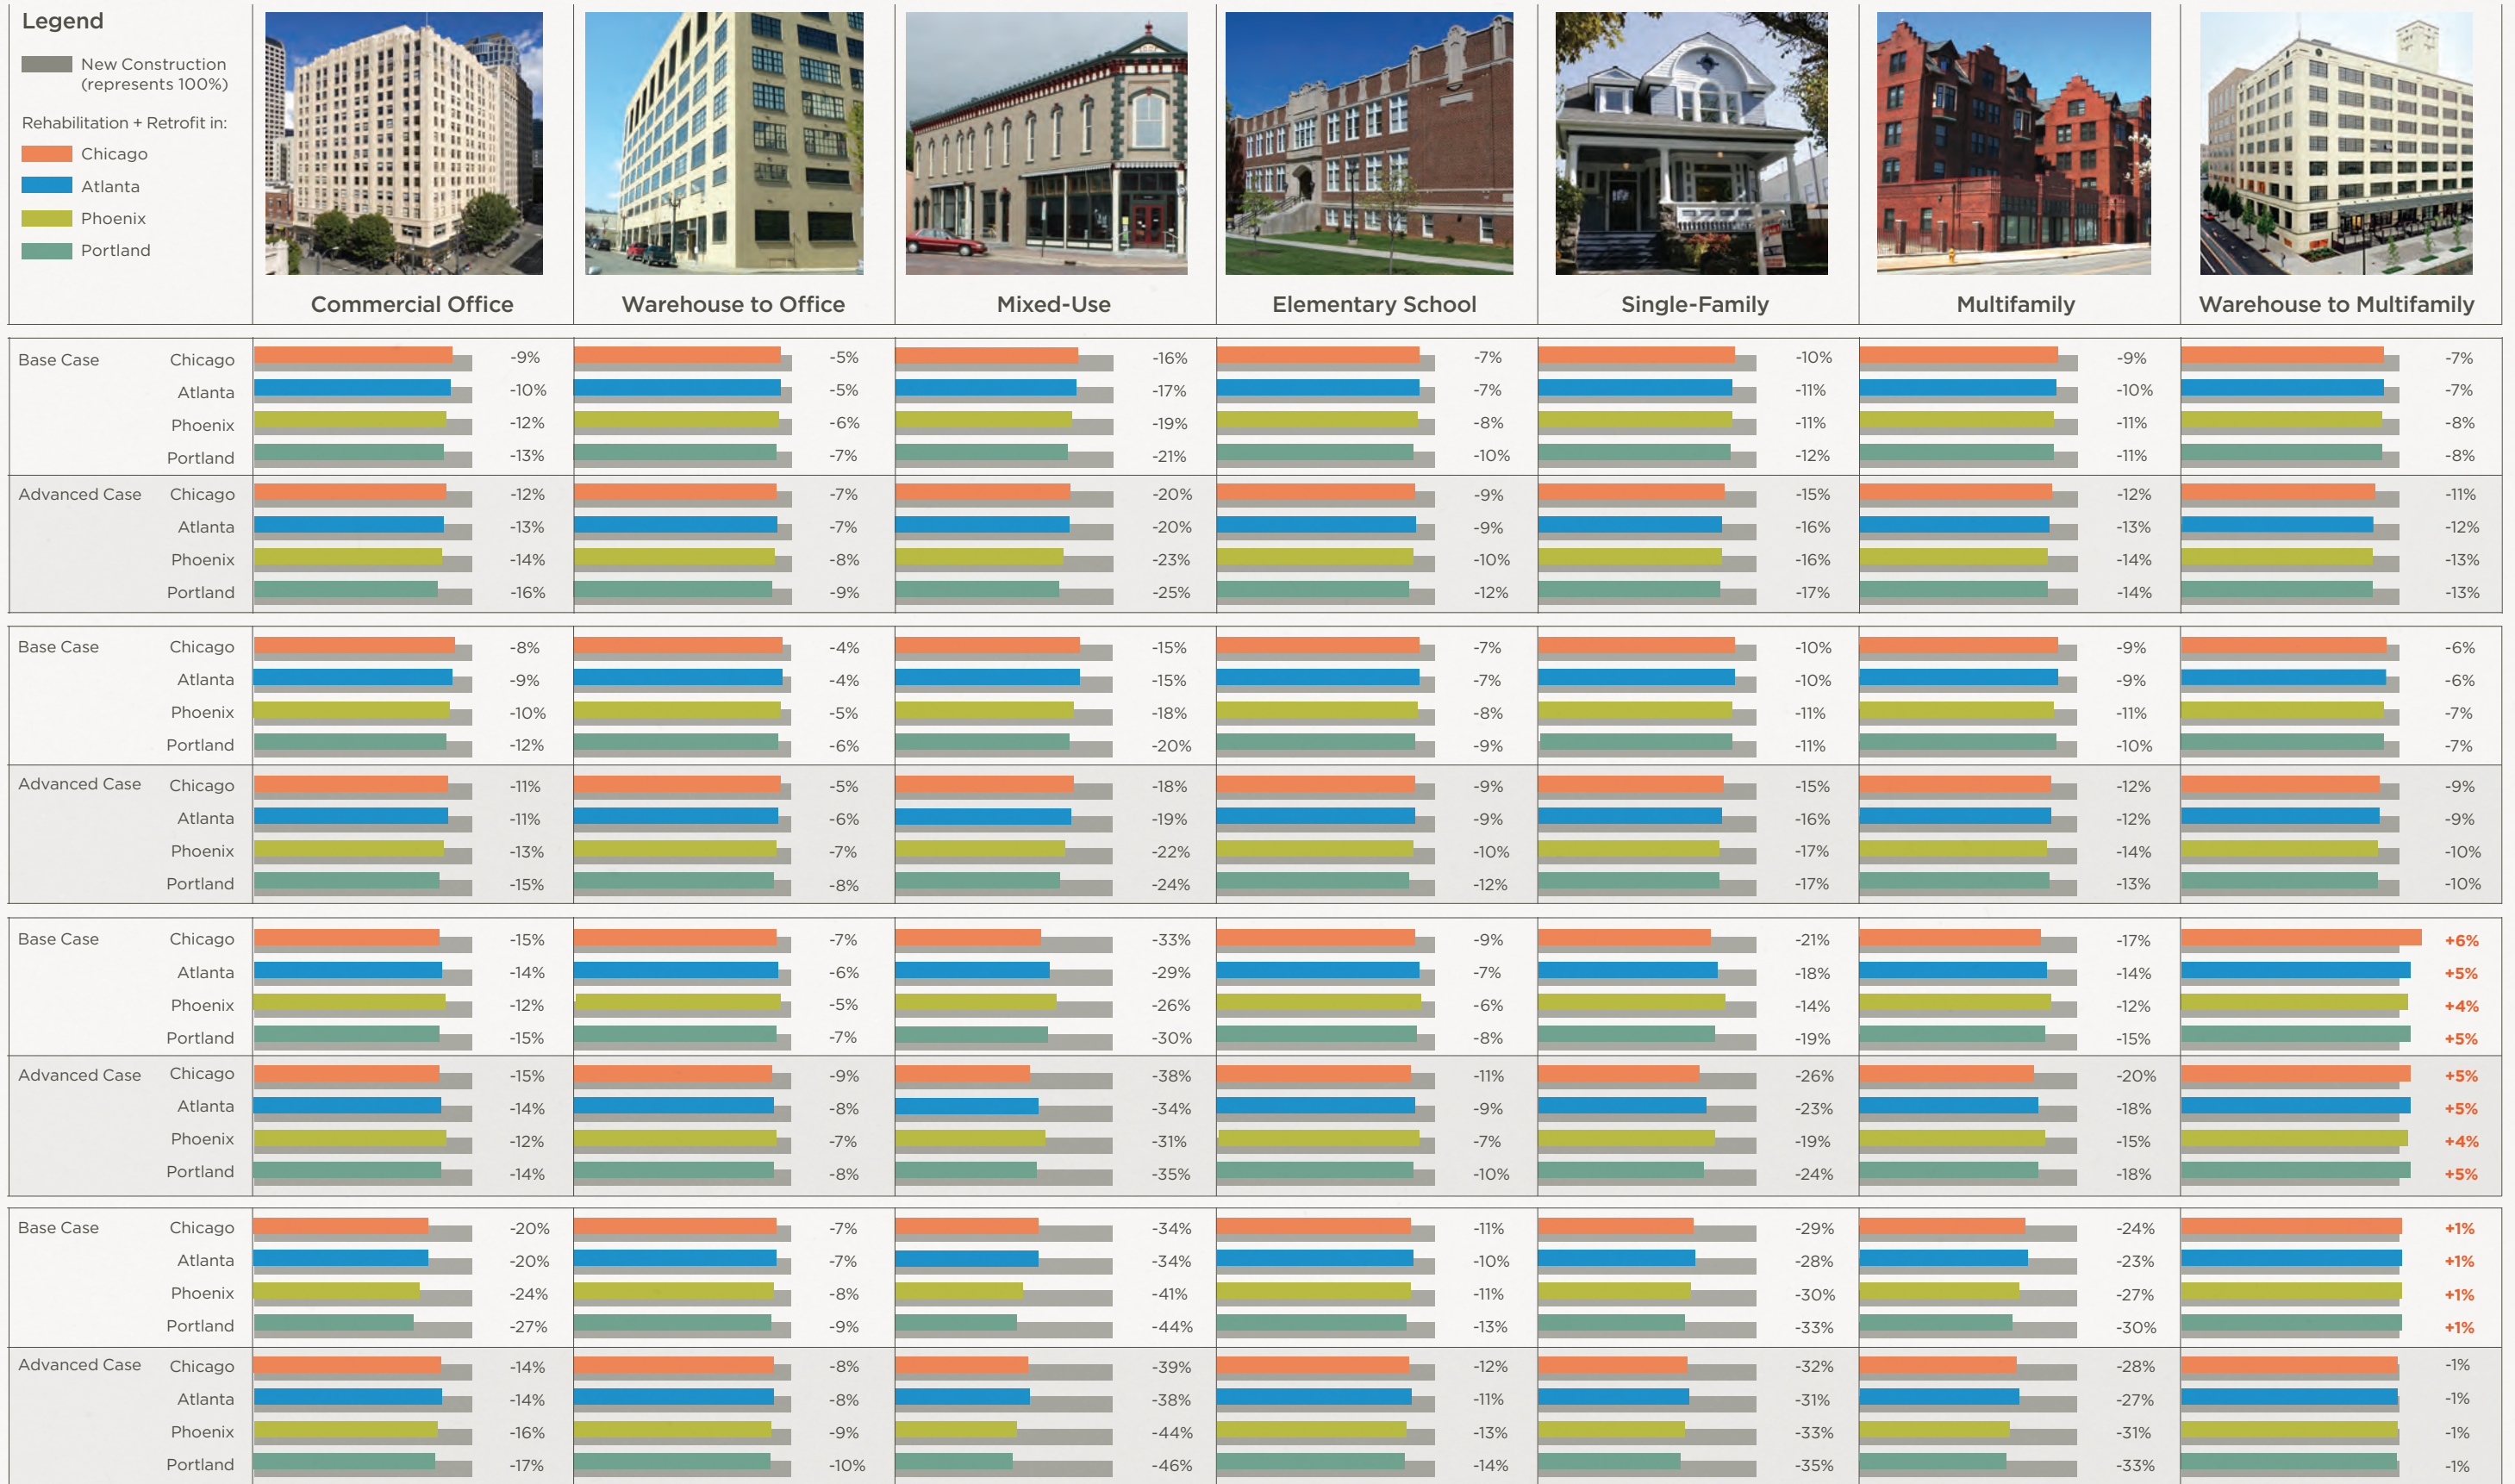 Legend
New Construction
(represents 100%)
Rehabilitation + Retrofit in:
Chicago
Atlanta
Phoenix
Portland
Commercial Office Warehouse to Office Mixed-Use Elementary School Single-Family Multifamily Warehouse to Multifamily
Base Case Chicago -9% -5% -16% -7% -10% -9% -7%
Atlanta -10% -5% -17% -7% -11% -10% -7%
Phoenix -12% -6% -19% -8% -11% -11% -8%
Portland -13% -7% -21% -10% -12% -11% -8%
Advanced Case Chicago -12% -7% -20% -9% -15% -12% -11%
Atlanta -13% -7% -20% -9% -16% -13% -12%
Phoenix -14% -8% -23% -10% -16% -14% -13%
Portland -16% -9% -25% -12% -17% -14% -13%
Base Case Chicago -8% -4% -15% -7% -10% -9% -6%
Atlanta -9% -4% -15% -7% -10% -9% -6%
Phoenix -10% -5% -18% -8% -11% -11% -7%
Portland -12% -6% -20% -9% -11% -10% -7%
Advanced Case Chicago -11% -5% -18% -9% -15% -12% -9%
Atlanta -11% -6% -19% -9% -16% -12% -9%
Phoenix -13% -7% -22% -10% -17% -14% -10%
Portland -15% -8% -24% -12% -17% -13% -10%
Base Case Chicago -15% -7% -33% -9% -21% -17% +6%
Atlanta -14% -6% -29% -7% -18% -14% +5%
Phoenix -12% -5% -26% -6% -14% -12% +4%
Portland -15% -7% -30% -8% -19% -15% +5%
Advanced Case Chicago -15% -9% -38% -11% -26% -20% +5%
Atlanta -14% -8% -34% -9% -23% -18% +5%
Phoenix -12% -7% -31% -7% -19% -15% +4%
Portland -14% -8% -35% -10% -24% -18% +5%
Base Case Chicago -20% -7% -34% -11% -29% -24% +1%
Atlanta -20% -7% -34% -10% -28% -23% +1%
Phoenix -24% -8% -41% -11% -30% -27% +1%
Portland -27% -9% -44% -13% -33% -30% +1%
Advanced Case Chicago -14% -8% -39% -12% -32% -28% -1%
Atlanta -14% -8% -38% -11% -31% -27% -1%
Phoenix -16% -9% -44% -13% -33% -31% -1%
Portland -17% -10% -46% -14% -35% -33% -1%